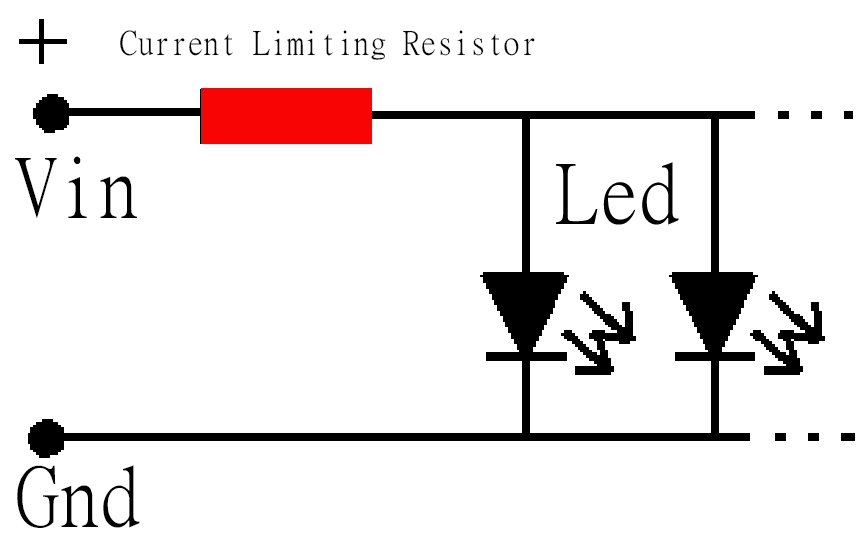 + Current Limiting Resistor
Vin
Led
Gnd